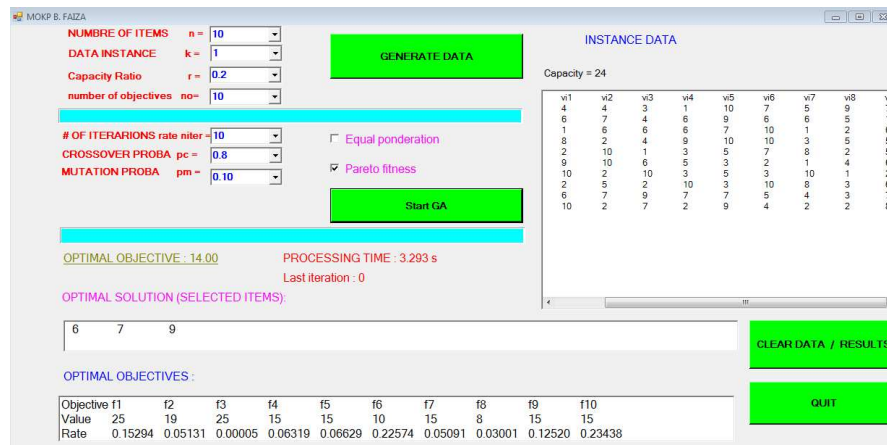 MOKP B. FAIZA
NUMBRE OF ITEMS n = 10
DATA INSTANCE k = 1
Capacity Ratio r = 0.2
number of objectives no= 10
GENERATE DATA
# OF ITERARIONS rate niter = 10
CROSSOVER PROBA pc = 0.8
MUTATION PROBA pm = 0.10
Equal ponderation
Pareto fitness
Start GA
OPTIMAL OBJECTIVE : 14.00
PROCESSING TIME : 3.293 s
Last iteration : 0
OPTIMAL SOLUTION (SELECTED ITEMS):
6 7 9
OPTIMAL OBJECTIVES :
Objective f1 f2 f3 f4 f5 f6 f7 f8 f9 f10
Value 25 19 25 15 15 10 15 8 15 15
Rate 0.15294 0.05131 0.00005 0.06319 0.06629 0.22574 0.05091 0.03001 0.12520 0.23438
INSTANCE DATA
Capacity = 24
vi1 vi2 vi3 vi4 vi5 vi6 vi7 vi8
4 4 3 1 10 7 5 9
6 7 4 6 9 6 6 5
1 6 6 6 7 10 1 2
8 2 4 9 10 10 3 5
2 10 1 3 5 7 8 2
9 10 6 5 3 2 1 4
10 2 10 3 5 3 10 1
2 5 2 10 3 10 8 3
6 7 9 7 7 5 4 3
10 2 7 2 9 4 2 2
CLEAR DATA / RESULTS
QUIT